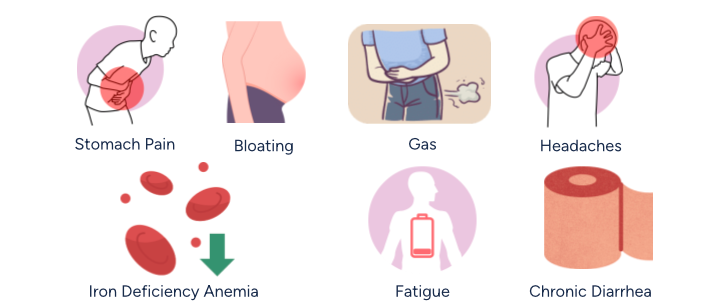 Stomach Pain
Bloating
Gas
Headaches
Iron Deficiency Anemia
Fatigue
Chronic Diarrhea